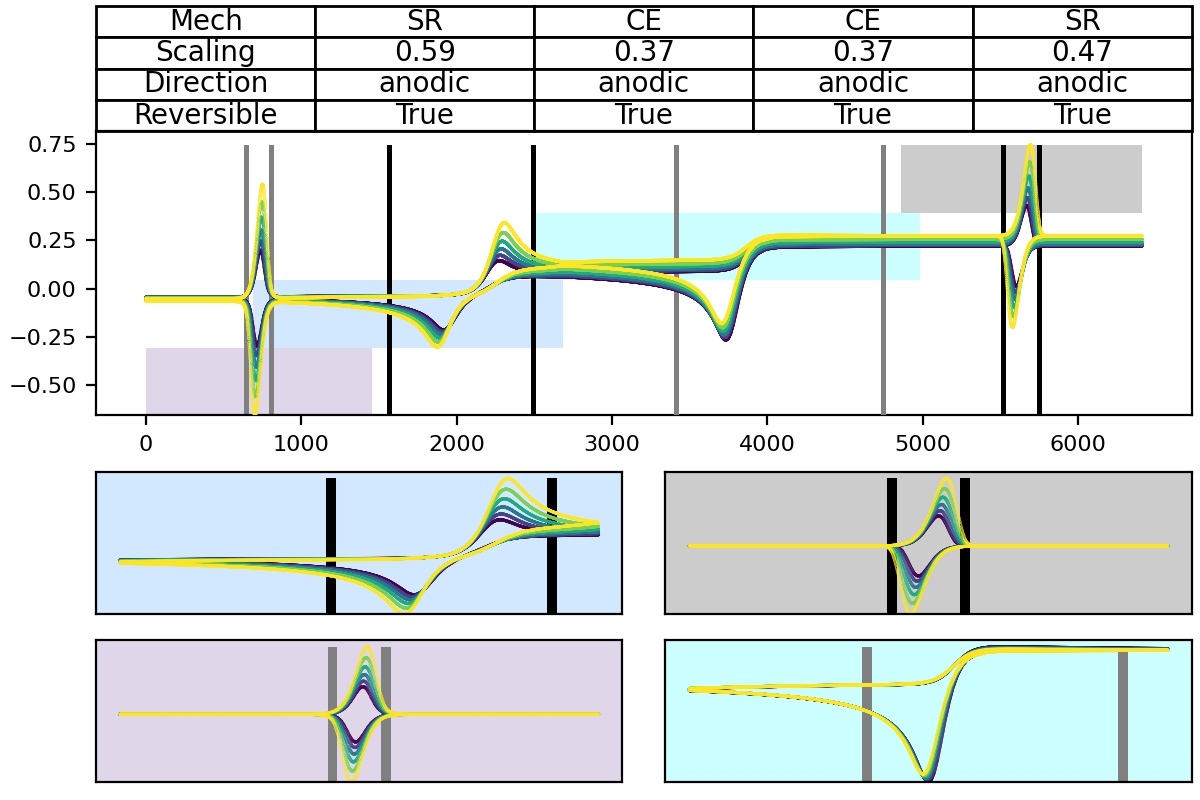 Mech SR CE CE SR
Scaling 0.59 0.37 0.37 0.47
Direction anodic anodic anodic anodic
Reversible True True True True
0.75
0.50
0.25
0.00
−0.25
−0.50
0 1000 2000 3000 4000 5000 6000